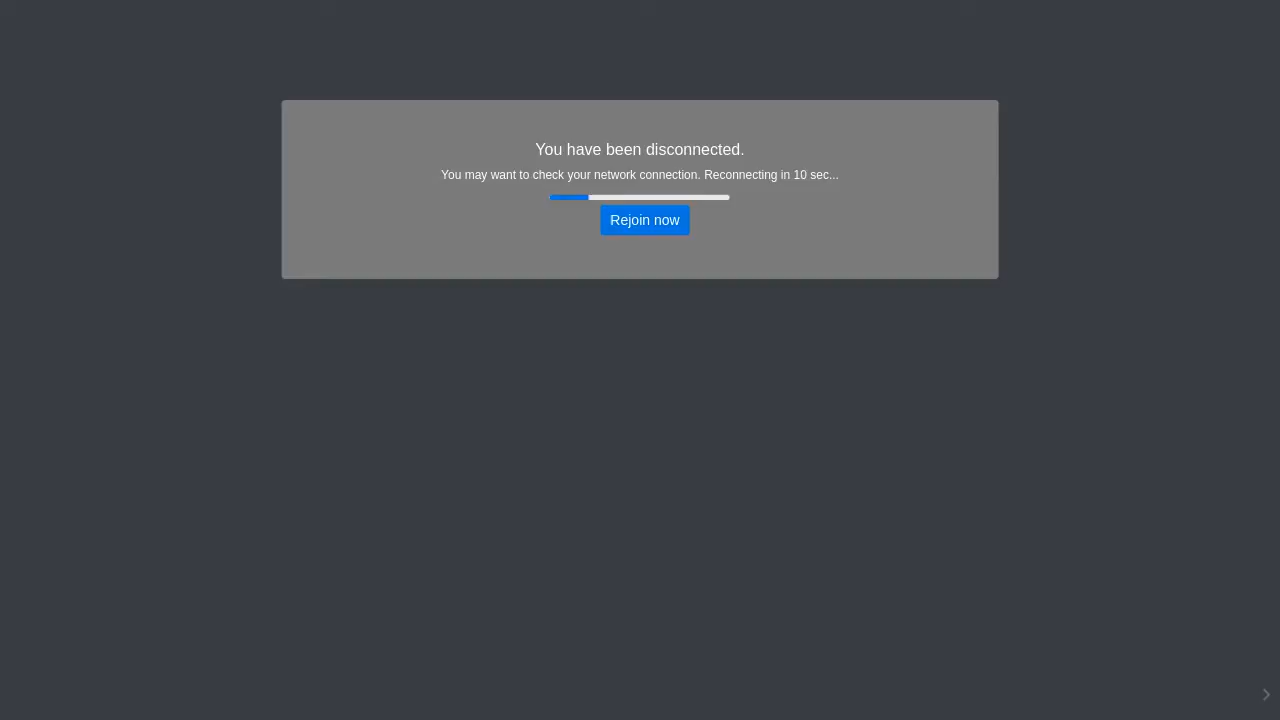 You have been disconnected.
You may want to check your network connection. Reconnecting in 10 sec...
Rejoin now